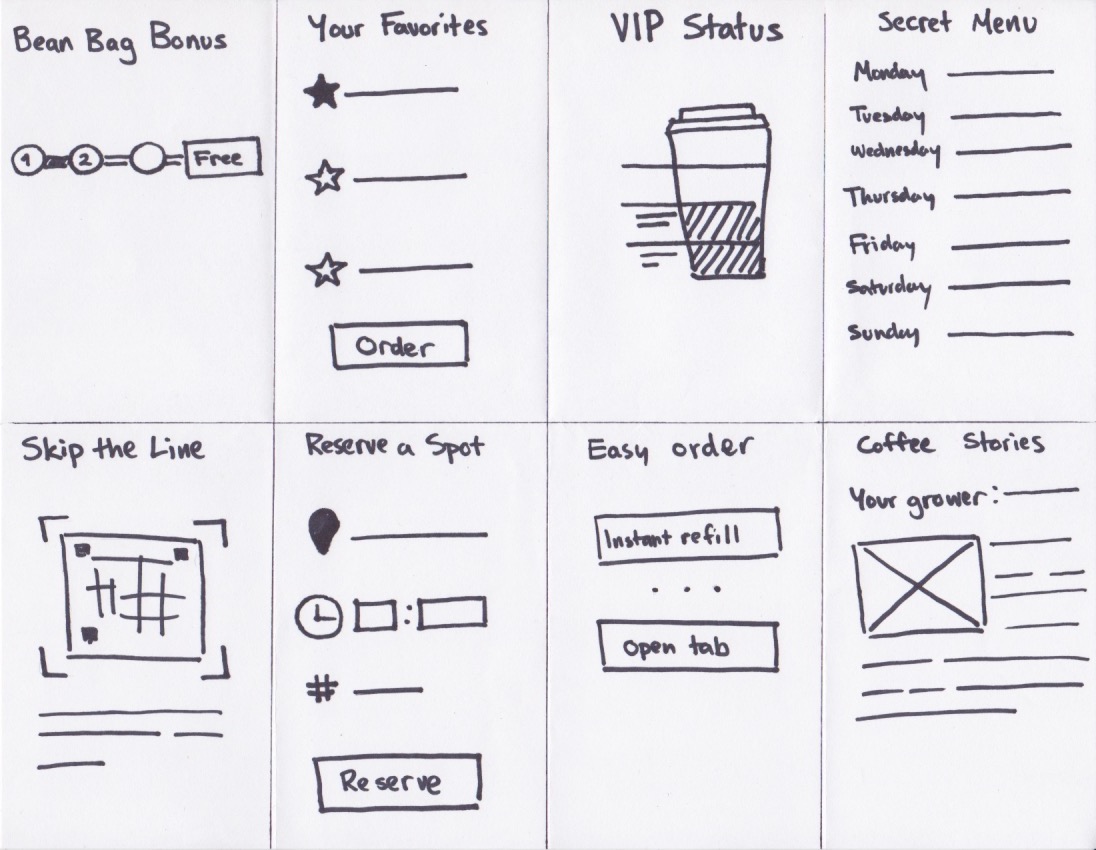 Bean Bag Bonus
1 2 Free
Your Favorites
Order
VIP Status
Secret Menu
Monday
Tuesday
Wednesday
Thursday
Friday
Saturday
Sunday
Skip the Line
Reserve a Spot
:
#
Reserve
Easy order
Instant refill
...
Open tab
Coffee Stories
Your grower: